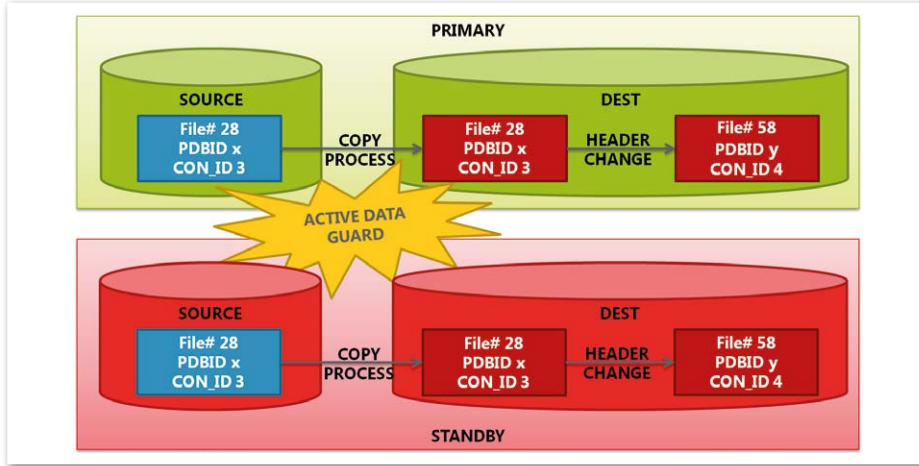 PRIMARY
SOURCE
DEST
File# 28
PDBID x
CON_ID 3
COPY
PROCESS
File# 28
PDBID x
CON_ID 3
HEADER
CHANGE
File# 58
PDBID y
CON_ID 4
ACTIVE DATA
GUARD
SOURCE
DEST
File# 28
PDBID x
CON_ID 3
COPY
PROCESS
File# 28
PDBID x
CON_ID 3
HEADER
CHANGE
File# 58
PDBID y
CON_ID 4
STANDBY